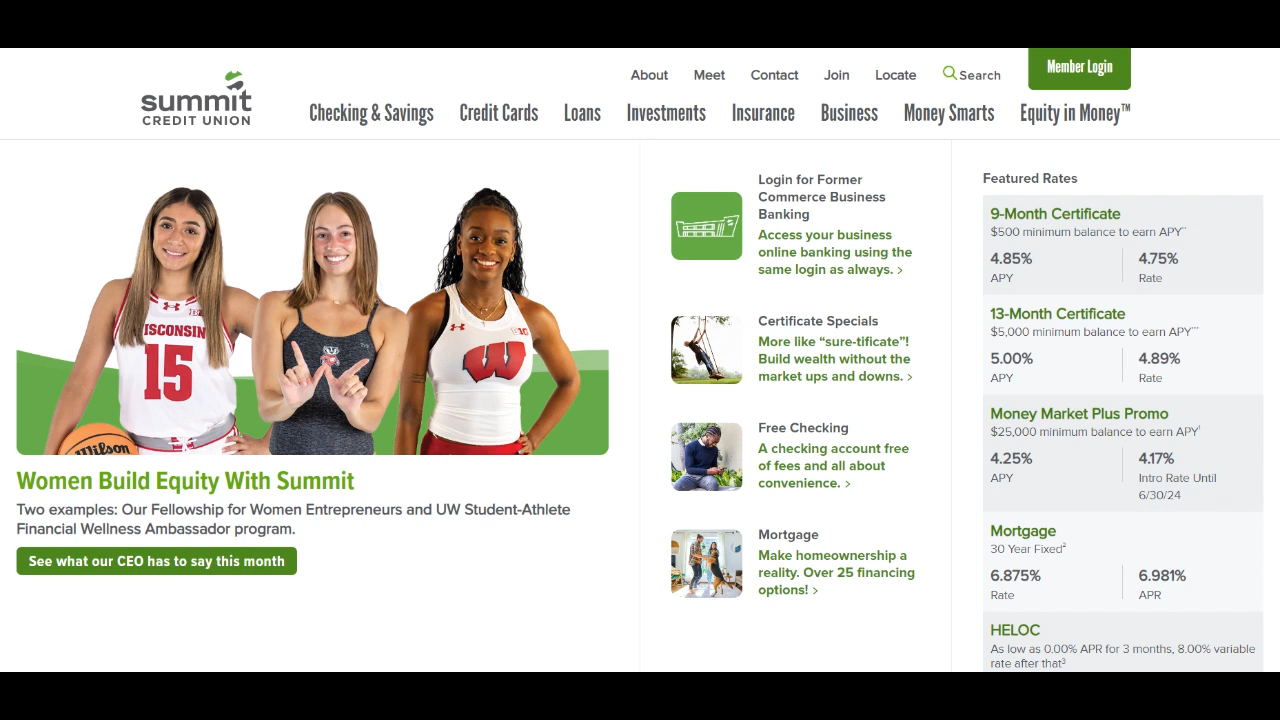 About Meet Contact Join Locate Search Member Login
summit
CREDIT UNION
Checking & Savings Credit Cards Loans Investments Insurance Business Money Smarts Equity in Money™
WISCONSIN
15
Wilson
W
Women Build Equity With Summit
Two examples: Our Fellowship for Women Entrepreneurs and UW Student-Athlete
Financial Wellness Ambassador program.
See what our CEO has to say this month
Login for Former
Commerce Business
Banking
Access your business
online banking using the
same login as always. >
Certificate Specials
More like “sure-tificate”!
Build wealth without the
market ups and downs. >
Free Checking
A checking account free
of fees and all about
convenience. >
Mortgage
Make homeownership a
reality. Over 25 financing
options! >
Featured Rates
9-Month Certificate
$500 minimum balance to earn APY
4.85% 4.75%
APY Rate
13-Month Certificate
$5,000 minimum balance to earn APY
5.00% 4.89%
APY Rate
Money Market Plus Promo
$25,000 minimum balance to earn APY¹
4.25% 4.17%
APY Intro Rate Until
6/30/24
Mortgage
30 Year Fixed²
6.875% 6.981%
Rate APR
HELOC
As low as 0.00% APR for 3 months, 8.00% variable
rate after that³